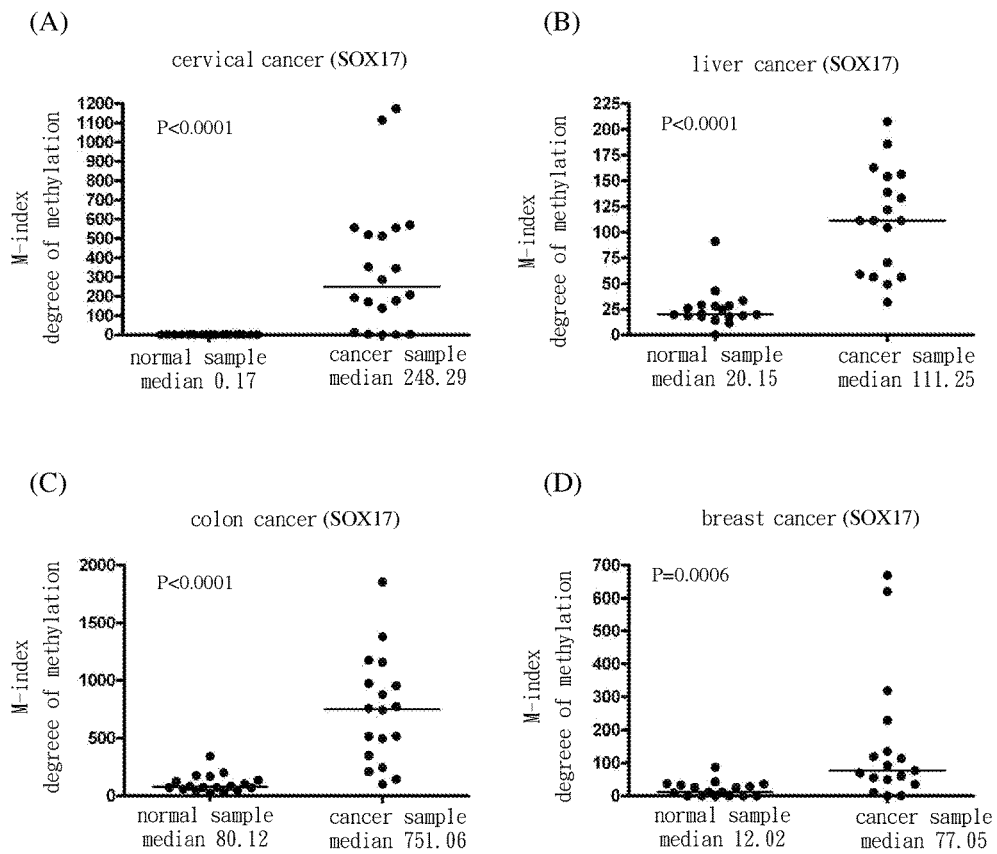 (A)
cervical cancer (SOX17)
P<0.0001
M-index
degreee of methylation
1200
1100
1000
900
800
700
600
500
400
300
200
100
0
normal sample
median 0.17
cancer sample
median 248.29
(B)
liver cancer (SOX17)
P<0.0001
M-index
degreee of methylation
225
200
175
150
125
100
75
50
25
0
normal sample
median 20.15
cancer sample
median 111.25
(C)
colon cancer (SOX17)
P<0.0001
M-index
degreee of methylation
2000
1500
1000
500
0
normal sample
median 80.12
cancer sample
median 751.06
(D)
breast cancer (SOX17)
P=0.0006
M-index
degreee of methylation
700
600
500
400
300
200
100
0
normal sample
median 12.02
cancer sample
median 77.05